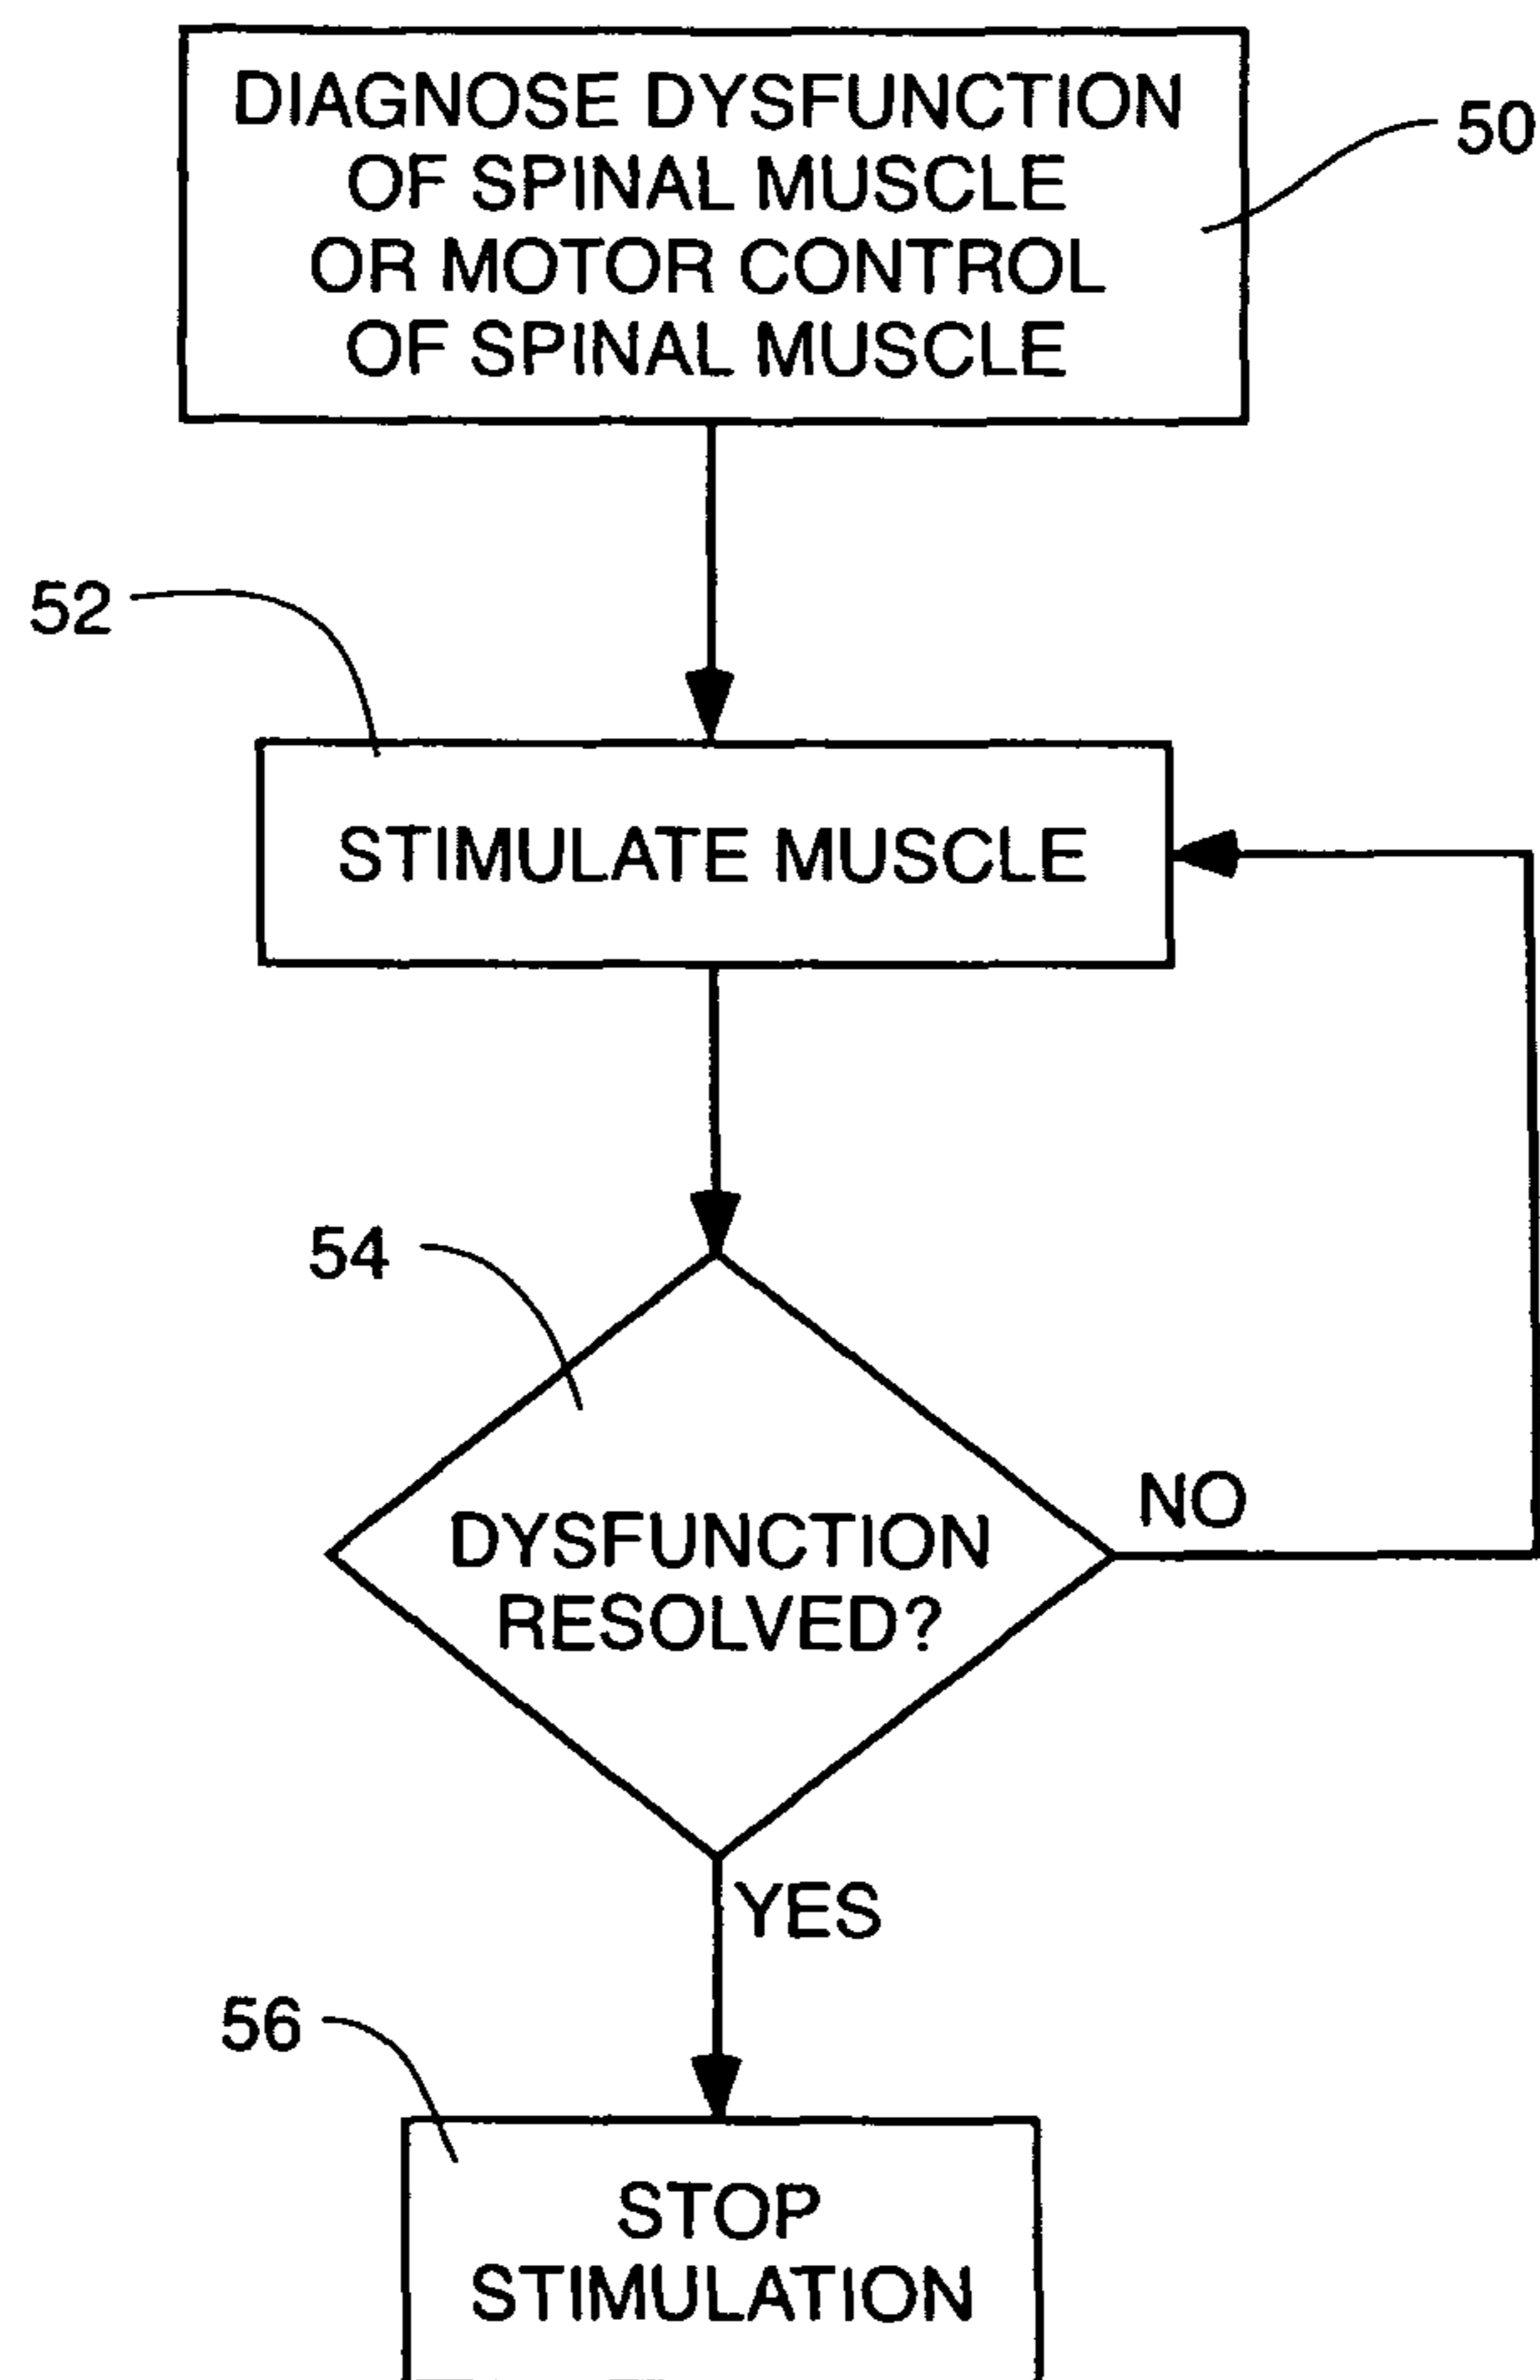 DIAGNOSE DYSFUNCTION
OF SPINAL MUSCLE
OR MOTOR CONTROL
OF SPINAL MUSCLE
50
52
STIMULATE MUSCLE
54
DYSFUNCTION
RESOLVED?
NO
YES
56
STOP
STIMULATION